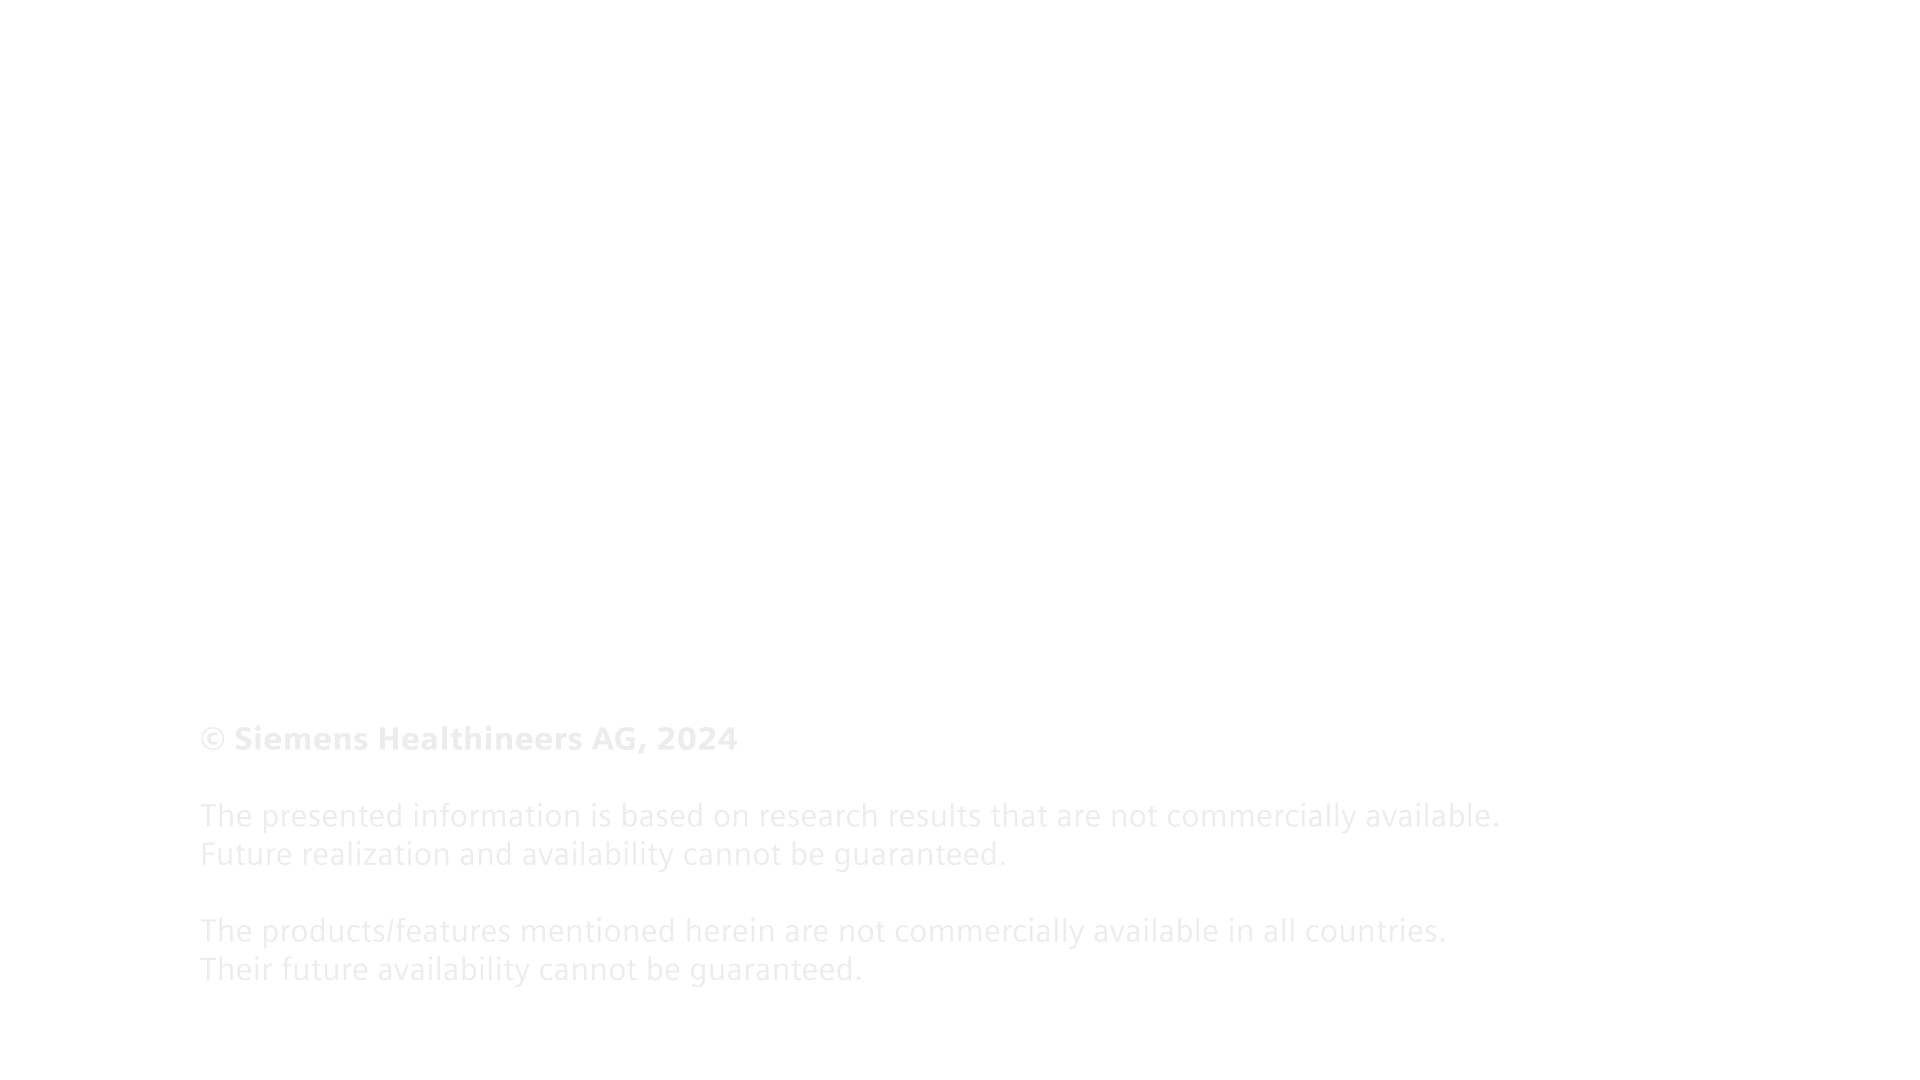 © Siemens Healthineers AG, 2024
The presented information is based on research results that are not commercially available.
Future realization and availability cannot be guaranteed.
The products/features mentioned herein are not commercially available in all countries.
Their future availability cannot be guaranteed.